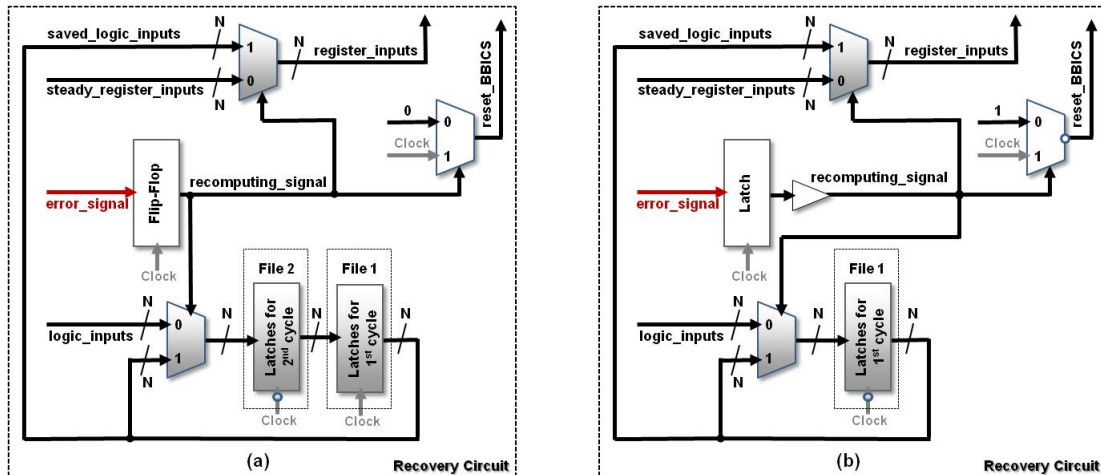 N
saved_logic_inputs
1
N
register_inputs
N
steady_register_inputs
0
N
reset_BBICS
0
0
Clock
1
Flip-Flop
recomputing_signal
error_signal
Clock
File 2
File 1
N
logic_inputs
0
N
1
N
Latches for
2nd cycle
N
Latches for
1st cycle
N
Clock
Clock
(a)
Recovery Circuit
N
saved_logic_inputs
1
N
register_inputs
N
steady_register_inputs
0
N
reset_BBICS
1
0
Clock
1
Latch
recomputing_signal
error_signal
Clock
File 1
N
logic_inputs
0
N
1
N
Latches for
1st cycle
N
Clock
(b)
Recovery Circuit